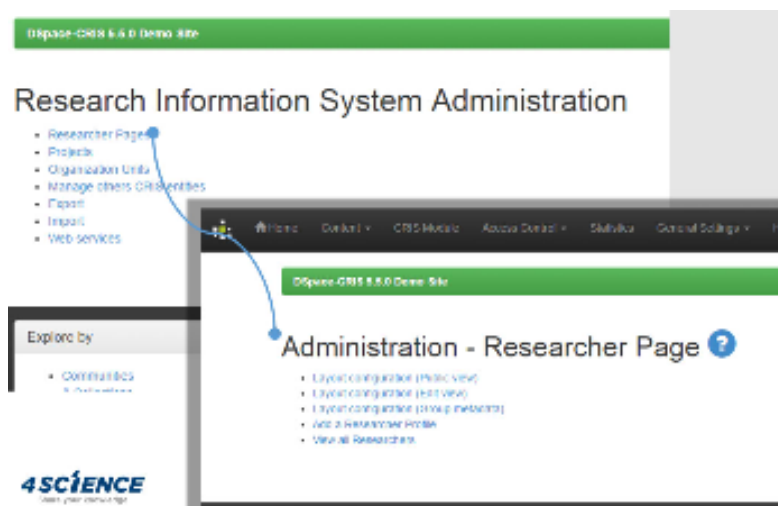 DSpace-CRIS 5.5.0 Demo Site
Research Information System Administration
Researcher Pages
Projects
Organization Units
Manage others CRIS entities
Export
Import
Web services
Home Content CRIS Module Access Control Statistics General Settings
DSpace-CRIS 5.5.0 Demo Site
Explore by
Administration - Researcher Page ?
Communities
Layout configuration (Public view)
Layout configuration (Edit view)
Layout configuration (Group metadata)
Add a Researcher Profile
View all Researchers
4SCIENCE